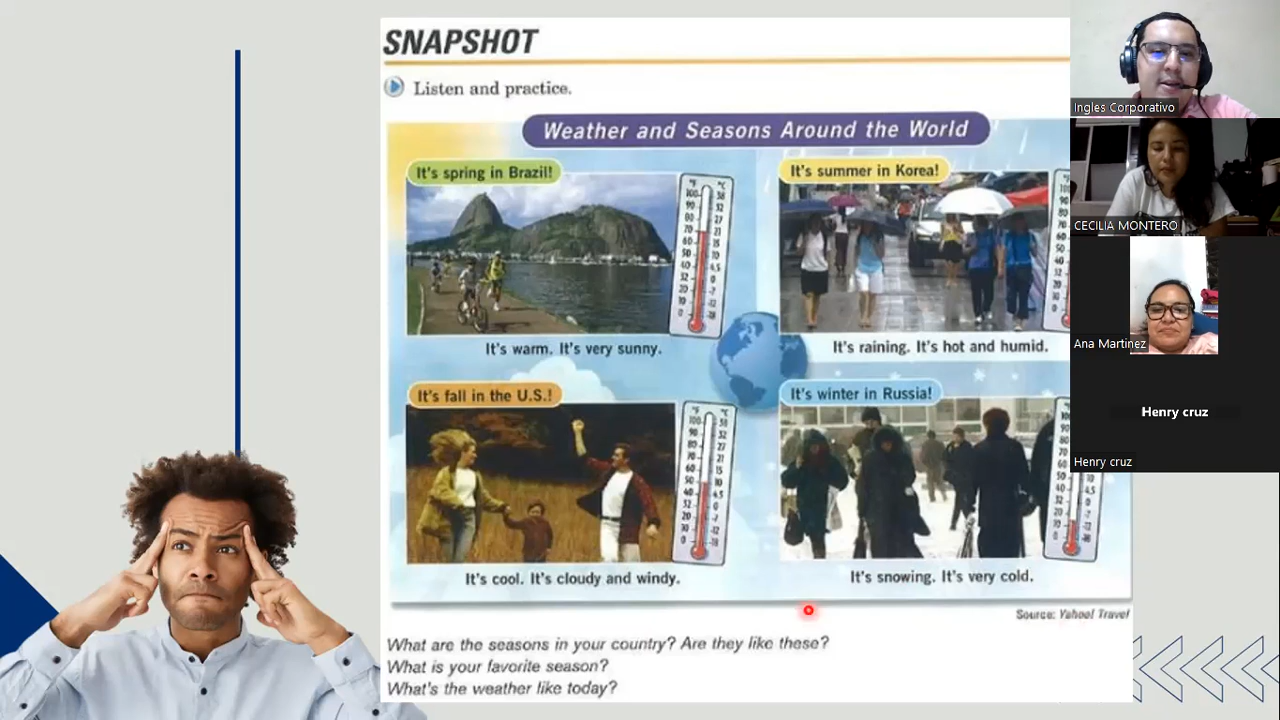 SNAPSHOT
Listen and practice.
Weather and Seasons Around the World
It's spring in Brazil!
It's summer in Korea!
It's warm. It's very sunny.
It's raining. It's hot and humid.
It's fall in the U.S.!
It's winter in Russia!
It's cool. It's cloudy and windy.
It's snowing. It's very cold.
Source: Yahoo! Travel
What are the seasons in your country? Are they like these?
What is your favorite season?
What's the weather like today?
Ingles Corporativo
CECILIA MONTERO
Ana Martinez
Henry cruz
Henry cruz